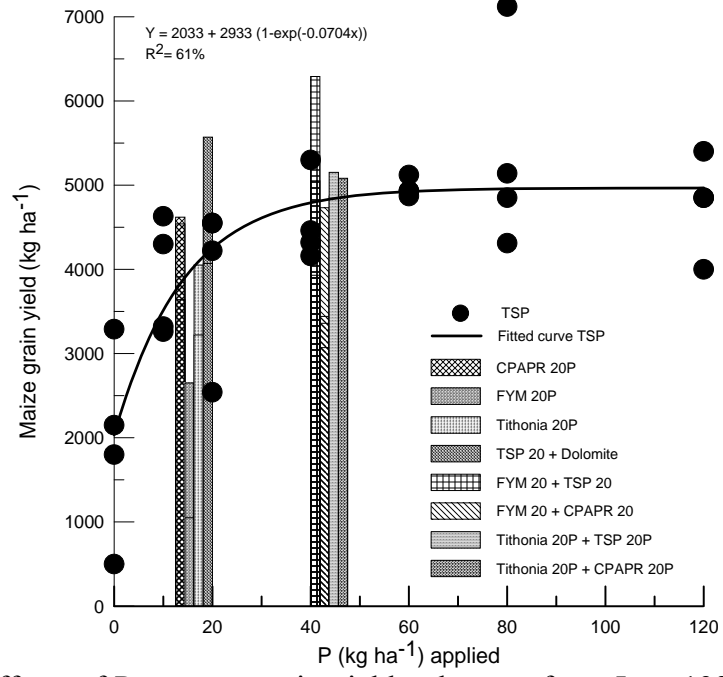 7000
6000
5000
4000
3000
2000
1000
0
Maize grain yield (kg ha-1)
Y = 2033 + 2933 (1-exp(-0.0704x))
R2= 61%
TSP
Fitted curve TSP
CPAPR 20P
FYM 20P
Tithonia 20P
TSP 20 + Dolomite
FYM 20 + TSP 20
FYM 20 + CPAPR 20
Tithonia 20P + TSP 20P
Tithonia 20P + CPAPR 20P
0 20 40 60 80 100 120
P (kg ha-1) applied